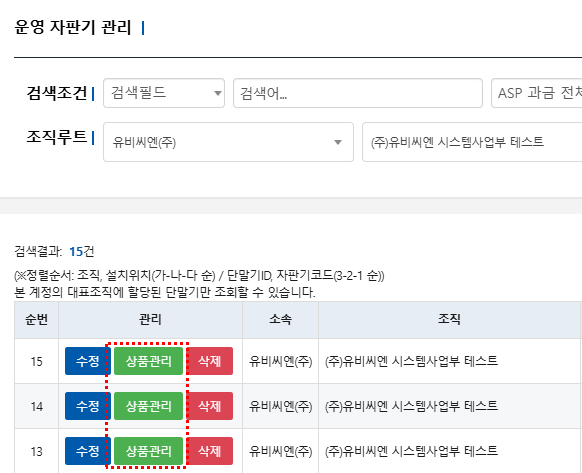 운영 자판기 관리
검색조건 검색필드 검색어... ASP 과금 전체
조직루트 유비씨엔(주) (주)유비씨엔 시스템사업부 테스트
검색결과: 15건
(※정렬순서: 조직, 설치위치(가-나-다 순) / 단말기ID, 자판기코드(3-2-1 순))
본 계정의 대표조직에 할당된 단말기만 조회할 수 있습니다.
순번 관리 소속 조직
15 수정 상품관리 삭제 유비씨엔(주) (주)유비씨엔 시스템사업부 테스트
14 수정 상품관리 삭제 유비씨엔(주) (주)유비씨엔 시스템사업부 테스트
13 수정 상품관리 삭제 유비씨엔(주) (주)유비씨엔 시스템사업부 테스트